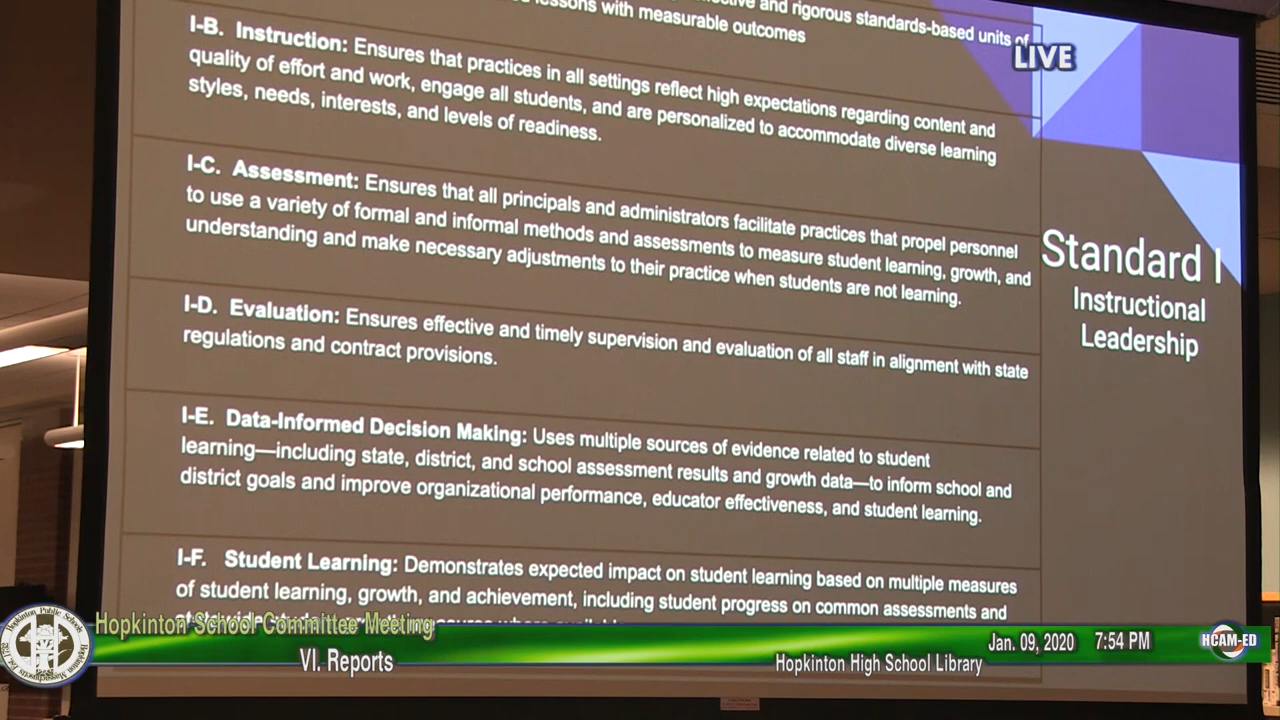 and rigorous standards-based units of
lessons with measurable outcomes
I-B. Instruction: Ensures that practices in all settings reflect high expectations regarding content and
quality of effort and work, engage all students, and are personalized to accommodate diverse learning
styles, needs, interests, and levels of readiness.
I-C. Assessment: Ensures that all principals and administrators facilitate practices that propel personnel
to use a variety of formal and informal methods and assessments to measure student learning, growth, and
understanding and make necessary adjustments to their practice when students are not learning.
I-D. Evaluation: Ensures effective and timely supervision and evaluation of all staff in alignment with state
regulations and contract provisions.
I-E. Data-Informed Decision Making: Uses multiple sources of evidence related to student
learning—including state, district, and school assessment results and growth data—to inform school and
district goals and improve organizational performance, educator effectiveness, and student learning.
I-F. Student Learning: Demonstrates expected impact on student learning based on multiple measures
of student learning, growth, and achievement, including student progress on common assessments and
LIVE
Standard I
Instructional
Leadership
Hopkinton School Committee Meeting
VI. Reports
Jan. 09, 2020 7:54 PM
Hopkinton High School Library
HCAM-ED
Hopkinton Public Schools